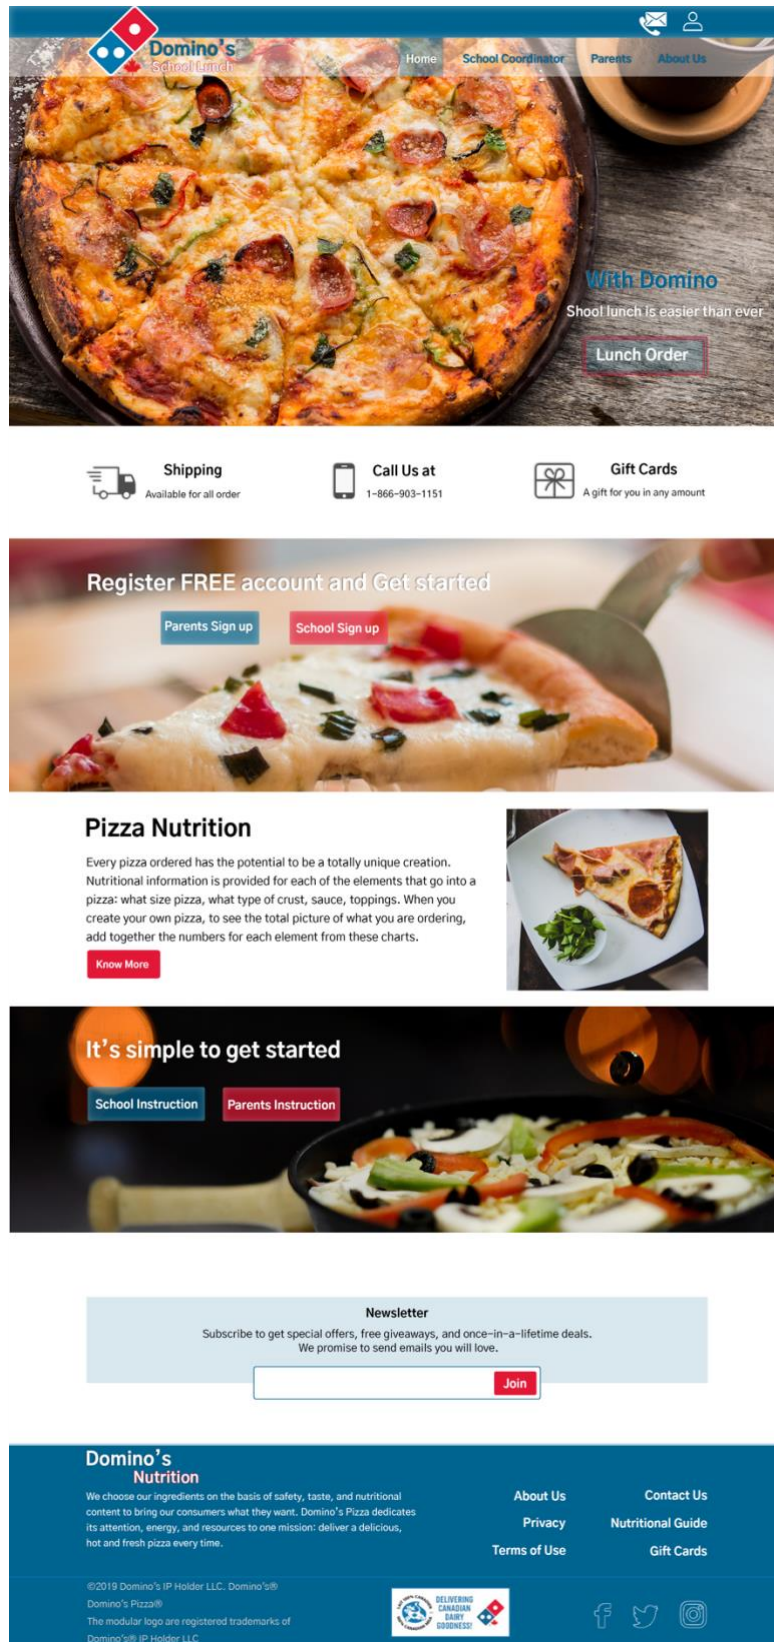 Domino's
School Lunch
Home School Coordinator Parents About Us
With Domino
Shool lunch is easier than ever
Lunch Order
Shipping
Available for all order
Call Us at
1-866-903-1151
Gift Cards
A gift for you in any amount
Register FREE account and Get started
Parents Sign up
School Sign up
Pizza Nutrition
Every pizza ordered has the potential to be a totally unique creation.
Nutritional information is provided for each of the elements that go into a
pizza: what size pizza, what type of crust, sauce, toppings. When you
create your own pizza, to see the total picture of what you are ordering,
add together the numbers for each element from these charts.
Know More
It's simple to get started
School Instruction
Parents Instruction
Newsletter
Subscribe to get special offers, free giveaways, and once-in-a-lifetime deals.
We promise to send emails you will love.
Join
Domino's
Nutrition
We choose our ingredients on the basis of safety, taste, and nutritional
content to bring our consumers what they want. Domino's Pizza dedicates
its attention, energy, and resources to one mission: deliver a delicious,
hot and fresh pizza every time.
About Us
Privacy
Terms of Use
Contact Us
Nutritional Guide
Gift Cards
©2019 Domino's IP Holder LLC. Domino's®
Domino's Pizza®
The modular logo are registered trademarks of
Domino's® IP Holder LLC
DELIVERING
CANADIAN
DAIRY
GOODNESS!